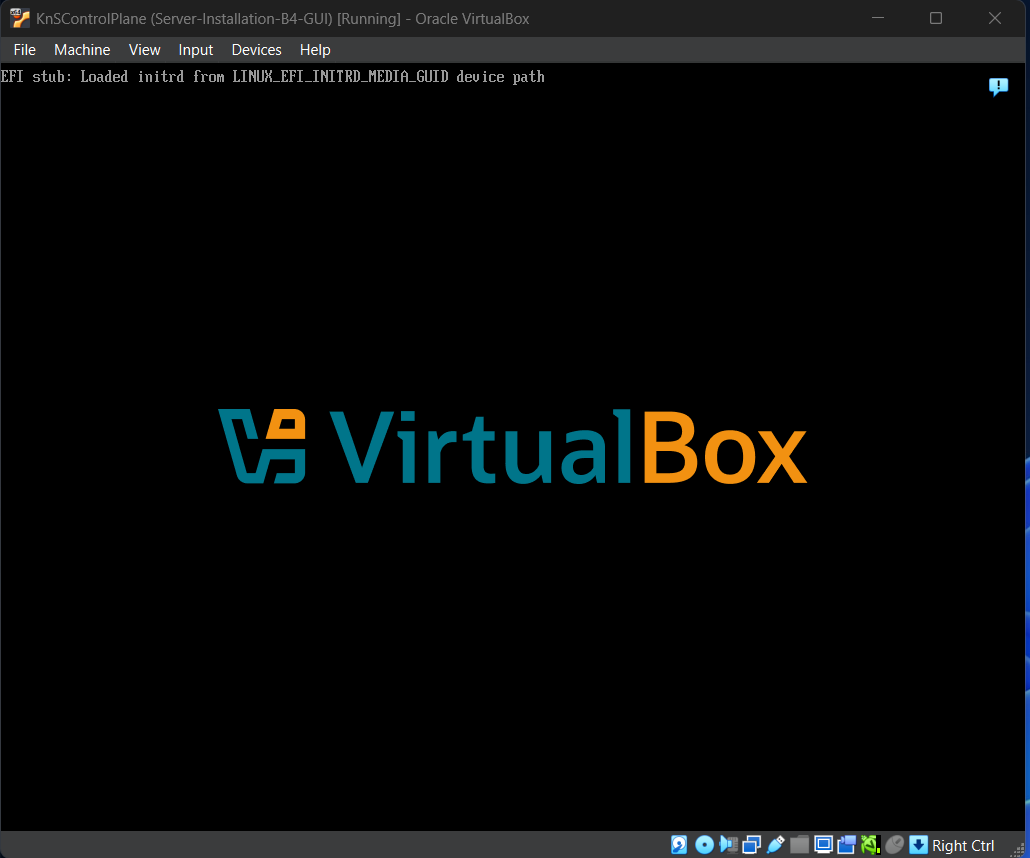 KnSControlPlane (Server-Installation-B4-GUI) [Running] - Oracle VirtualBox
File Machine View Input Devices Help
EFI stub: Loaded initrd from LINUX_EFI_INITRD_MEDIA_GUID device path
VirtualBox
Right Ctrl